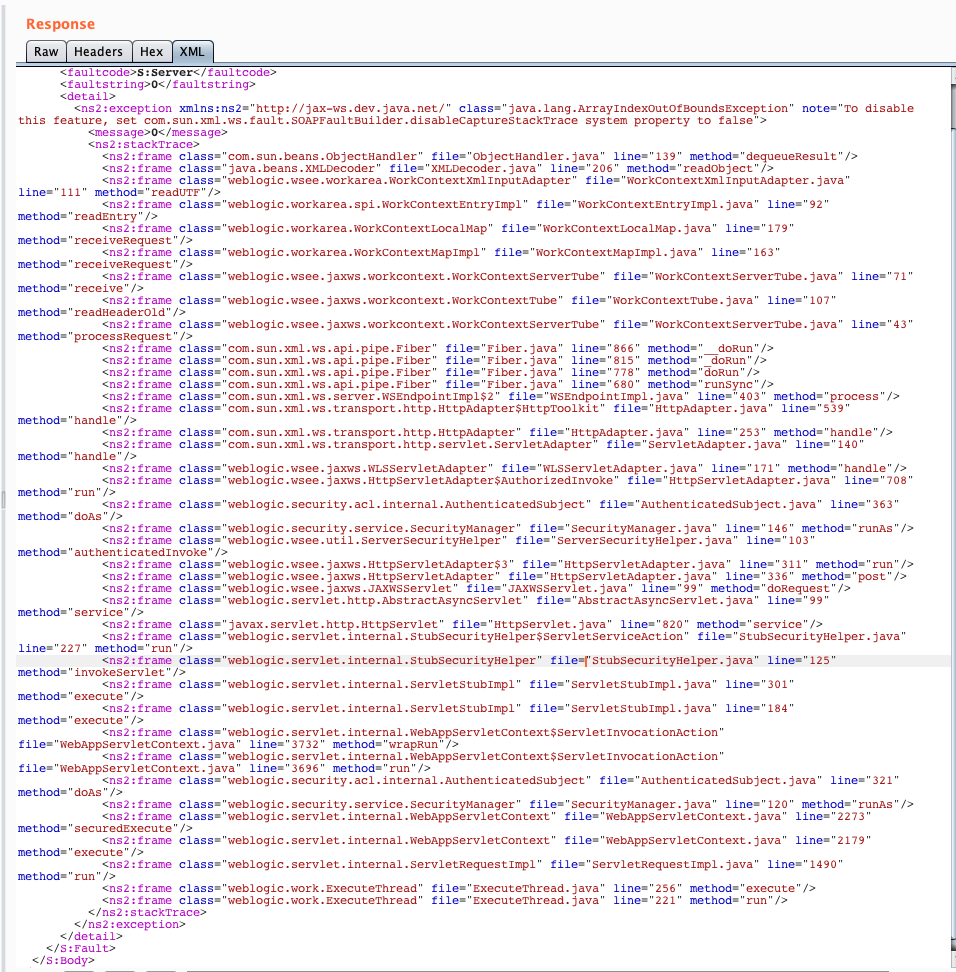 Response
Raw Headers Hex XML
<faultcode>S:Server</faultcode>
<faultstring>0</faultstring>
<detail>
<ns2:exception xmlns:ns2="http://jax-ws.dev.java.net/" class="java.lang.ArrayIndexOutOfBoundsException" note="To disable
this feature, set com.sun.xml.ws.fault.SOAPFaultBuilder.disableCaptureStackTrace system property to false">
<message>0</message>
<ns2:stackTrace>
<ns2:frame class="com.sun.beans.ObjectHandler" file="ObjectHandler.java" line="139" method="dequeueResult"/>
<ns2:frame class="java.beans.XMLDecoder" file="XMLDecoder.java" line="206" method="readObject"/>
<ns2:frame class="weblogic.wsee.workarea.WorkContextXmlInputAdapter" file="WorkContextXmlInputAdapter.java"
line="111" method="readUTF"/>
<ns2:frame class="weblogic.workarea.spi.WorkContextEntryImpl" file="WorkContextEntryImpl.java" line="92"
method="readEntry"/>
<ns2:frame class="weblogic.workarea.WorkContextLocalMap" file="WorkContextLocalMap.java" line="179"
method="receiveRequest"/>
<ns2:frame class="weblogic.workarea.WorkContextMapImpl" file="WorkContextMapImpl.java" line="163"
method="receiveRequest"/>
<ns2:frame class="weblogic.wsee.jaxws.workcontext.WorkContextServerTube" file="WorkContextServerTube.java" line="71"
method="receive"/>
<ns2:frame class="weblogic.wsee.jaxws.workcontext.WorkContextTube" file="WorkContextTube.java" line="107"
method="readHeaderOld"/>
<ns2:frame class="weblogic.wsee.jaxws.workcontext.WorkContextServerTube" file="WorkContextServerTube.java" line="43"
method="processRequest"/>
<ns2:frame class="com.sun.xml.ws.api.pipe.Fiber" file="Fiber.java" line="866" method="__doRun"/>
<ns2:frame class="com.sun.xml.ws.api.pipe.Fiber" file="Fiber.java" line="815" method="_doRun"/>
<ns2:frame class="com.sun.xml.ws.api.pipe.Fiber" file="Fiber.java" line="778" method="doRun"/>
<ns2:frame class="com.sun.xml.ws.api.pipe.Fiber" file="Fiber.java" line="680" method="runSync"/>
<ns2:frame class="com.sun.xml.ws.server.WSEndpointImpl$2" file="WSEndpointImpl.java" line="403" method="process"/>
<ns2:frame class="com.sun.xml.ws.transport.http.HttpAdapter$HttpToolkit" file="HttpAdapter.java" line="539"
method="handle"/>
<ns2:frame class="com.sun.xml.ws.transport.http.HttpAdapter" file="HttpAdapter.java" line="253" method="handle"/>
<ns2:frame class="com.sun.xml.ws.transport.http.servlet.ServletAdapter" file="ServletAdapter.java" line="140"
method="handle"/>
<ns2:frame class="weblogic.wsee.jaxws.WLSServletAdapter" file="WLSServletAdapter.java" line="171" method="handle"/>
<ns2:frame class="weblogic.wsee.jaxws.HttpServletAdapter$AuthorizedInvoke" file="HttpServletAdapter.java" line="708"
method="run"/>
<ns2:frame class="weblogic.security.acl.internal.AuthenticatedSubject" file="AuthenticatedSubject.java" line="363"
method="doAs"/>
<ns2:frame class="weblogic.security.service.SecurityManager" file="SecurityManager.java" line="146" method="runAs"/>
<ns2:frame class="weblogic.wsee.util.ServerSecurityHelper" file="ServerSecurityHelper.java" line="103"
method="authenticatedInvoke"/>
<ns2:frame class="weblogic.wsee.jaxws.HttpServletAdapter$3" file="HttpServletAdapter.java" line="311" method="run"/>
<ns2:frame class="weblogic.wsee.jaxws.HttpServletAdapter" file="HttpServletAdapter.java" line="336" method="post"/>
<ns2:frame class="weblogic.wsee.jaxws.JAXWSServlet" file="JAXWSServlet.java" line="99" method="doRequest"/>
<ns2:frame class="weblogic.servlet.http.AbstractAsyncServlet" file="AbstractAsyncServlet.java" line="99"
method="service"/>
<ns2:frame class="javax.servlet.http.HttpServlet" file="HttpServlet.java" line="820" method="service"/>
<ns2:frame class="weblogic.servlet.internal.StubSecurityHelper$ServletServiceAction" file="StubSecurityHelper.java"
line="227" method="run"/>
<ns2:frame class="weblogic.servlet.internal.StubSecurityHelper" file="StubSecurityHelper.java" line="125"
method="invokeServlet"/>
<ns2:frame class="weblogic.servlet.internal.ServletStubImpl" file="ServletStubImpl.java" line="301"
method="execute"/>
<ns2:frame class="weblogic.servlet.internal.ServletStubImpl" file="ServletStubImpl.java" line="184"
method="execute"/>
<ns2:frame class="weblogic.servlet.internal.WebAppServletContext$ServletInvocationAction"
file="WebAppServletContext.java" line="3732" method="wrapRun"/>
<ns2:frame class="weblogic.servlet.internal.WebAppServletContext$ServletInvocationAction"
file="WebAppServletContext.java" line="3696" method="run"/>
<ns2:frame class="weblogic.security.acl.internal.AuthenticatedSubject" file="AuthenticatedSubject.java" line="321"
method="doAs"/>
<ns2:frame class="weblogic.security.service.SecurityManager" file="SecurityManager.java" line="120" method="runAs"/>
<ns2:frame class="weblogic.servlet.internal.WebAppServletContext" file="WebAppServletContext.java" line="2273"
method="securedExecute"/>
<ns2:frame class="weblogic.servlet.internal.WebAppServletContext" file="WebAppServletContext.java" line="2179"
method="execute"/>
<ns2:frame class="weblogic.servlet.internal.ServletRequestImpl" file="ServletRequestImpl.java" line="1490"
method="run"/>
<ns2:frame class="weblogic.work.ExecuteThread" file="ExecuteThread.java" line="256" method="execute"/>
<ns2:frame class="weblogic.work.ExecuteThread" file="ExecuteThread.java" line="221" method="run"/>
</ns2:stackTrace>
</ns2:exception>
</detail>
</S:Fault>
</S:Body>